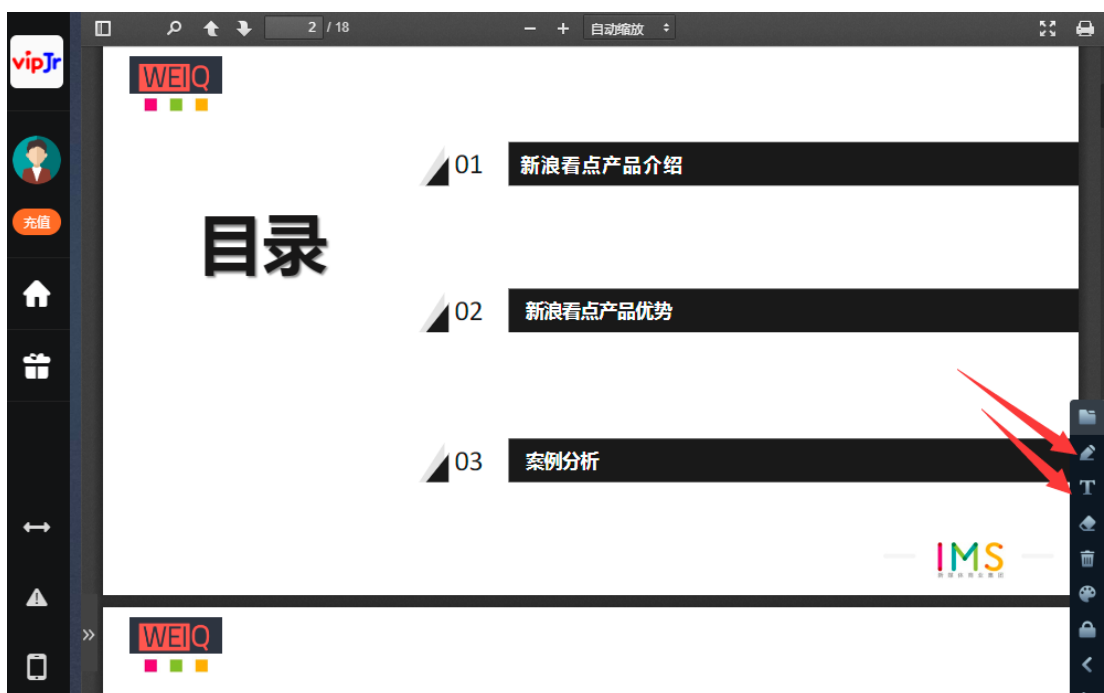 2 / 18
自动缩放
vipJr
充值
WEIQ
目录
01 新浪看点产品介绍
02 新浪看点产品优势
03 案例分析
IMS
T
WEIQ